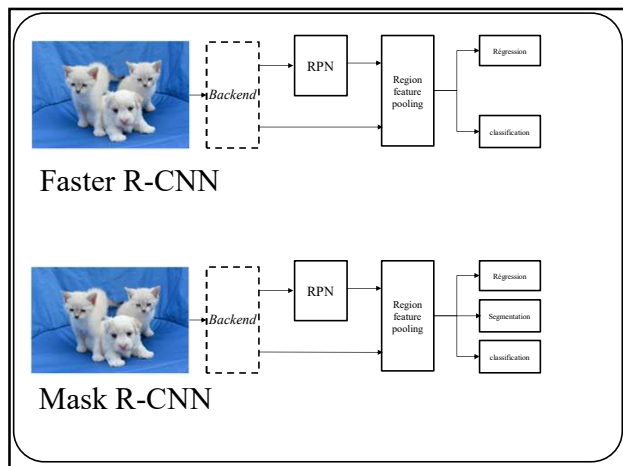 RPN
Backend
Region
feature
pooling
Régression
classification
Faster R-CNN
RPN
Backend
Region
feature
pooling
Régression
Segmentation
classification
Mask R-CNN